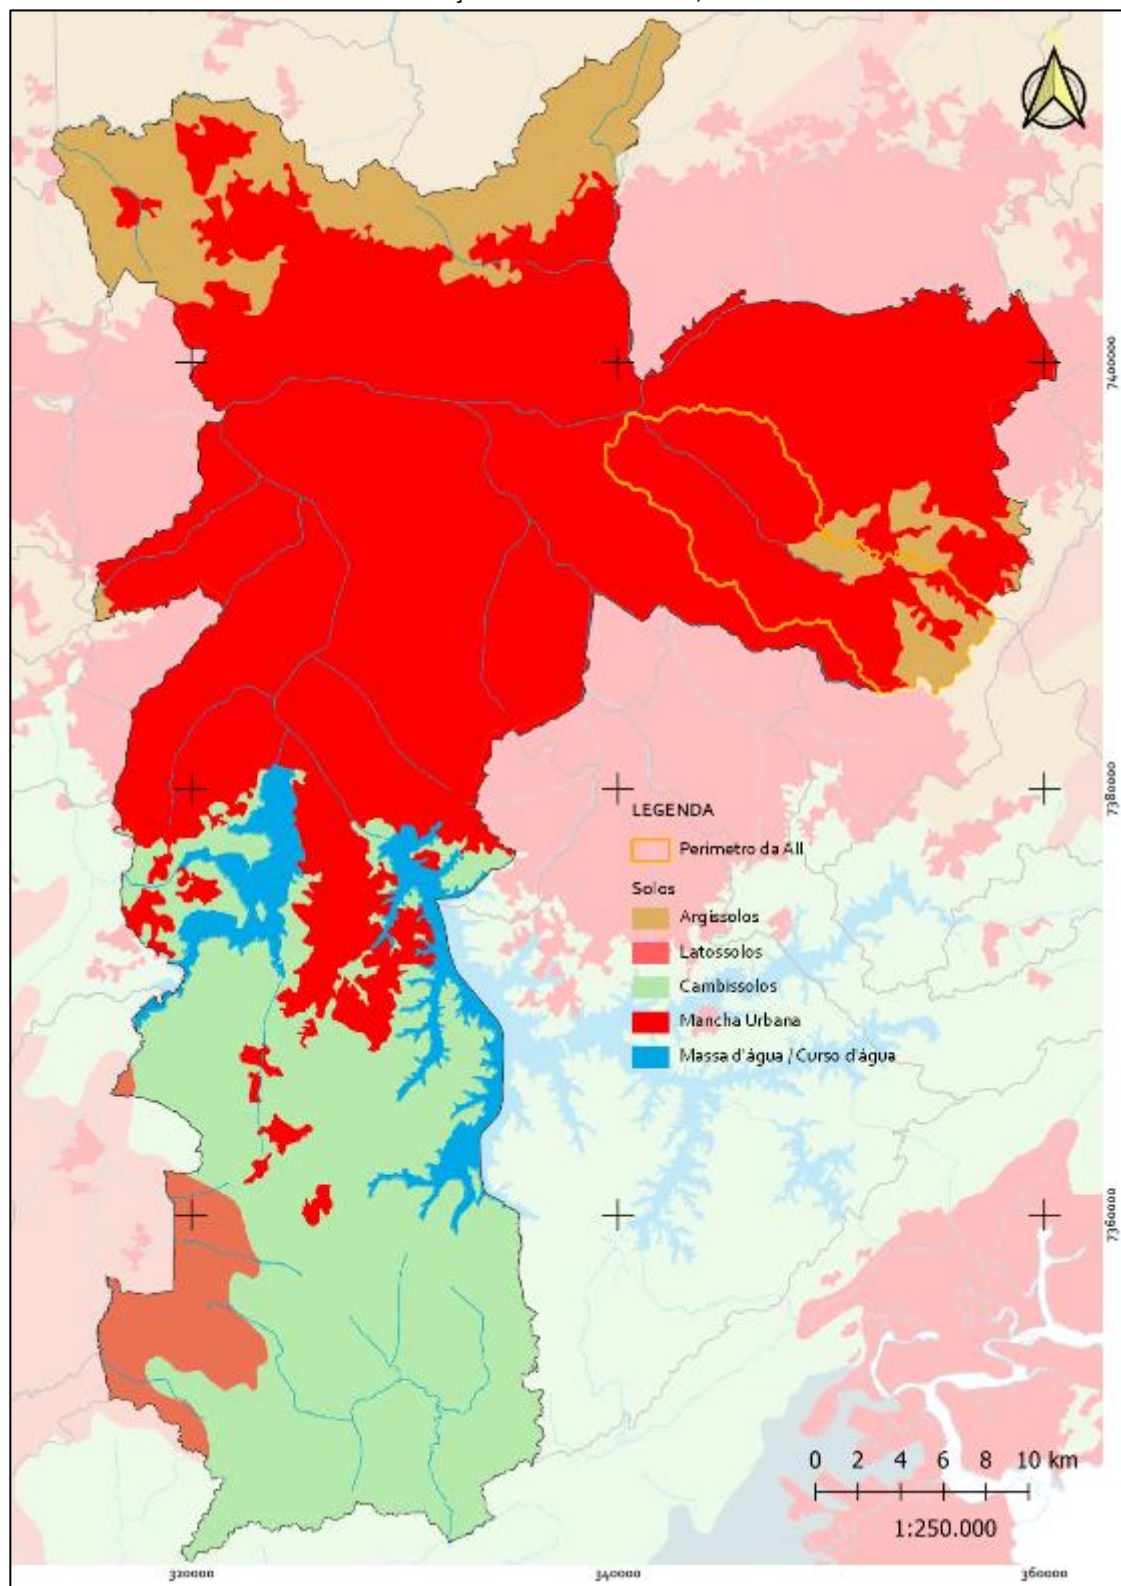 7400000
LEGENDA
7380000
Perimetro da AII
Solos
Argissolos
Latossolos
Cambissolos
Mancha Urbana
Massa d'água / Curso d'água
7360000
0 2 4 6 8 10 km
1:250.000
320000 340000 360000